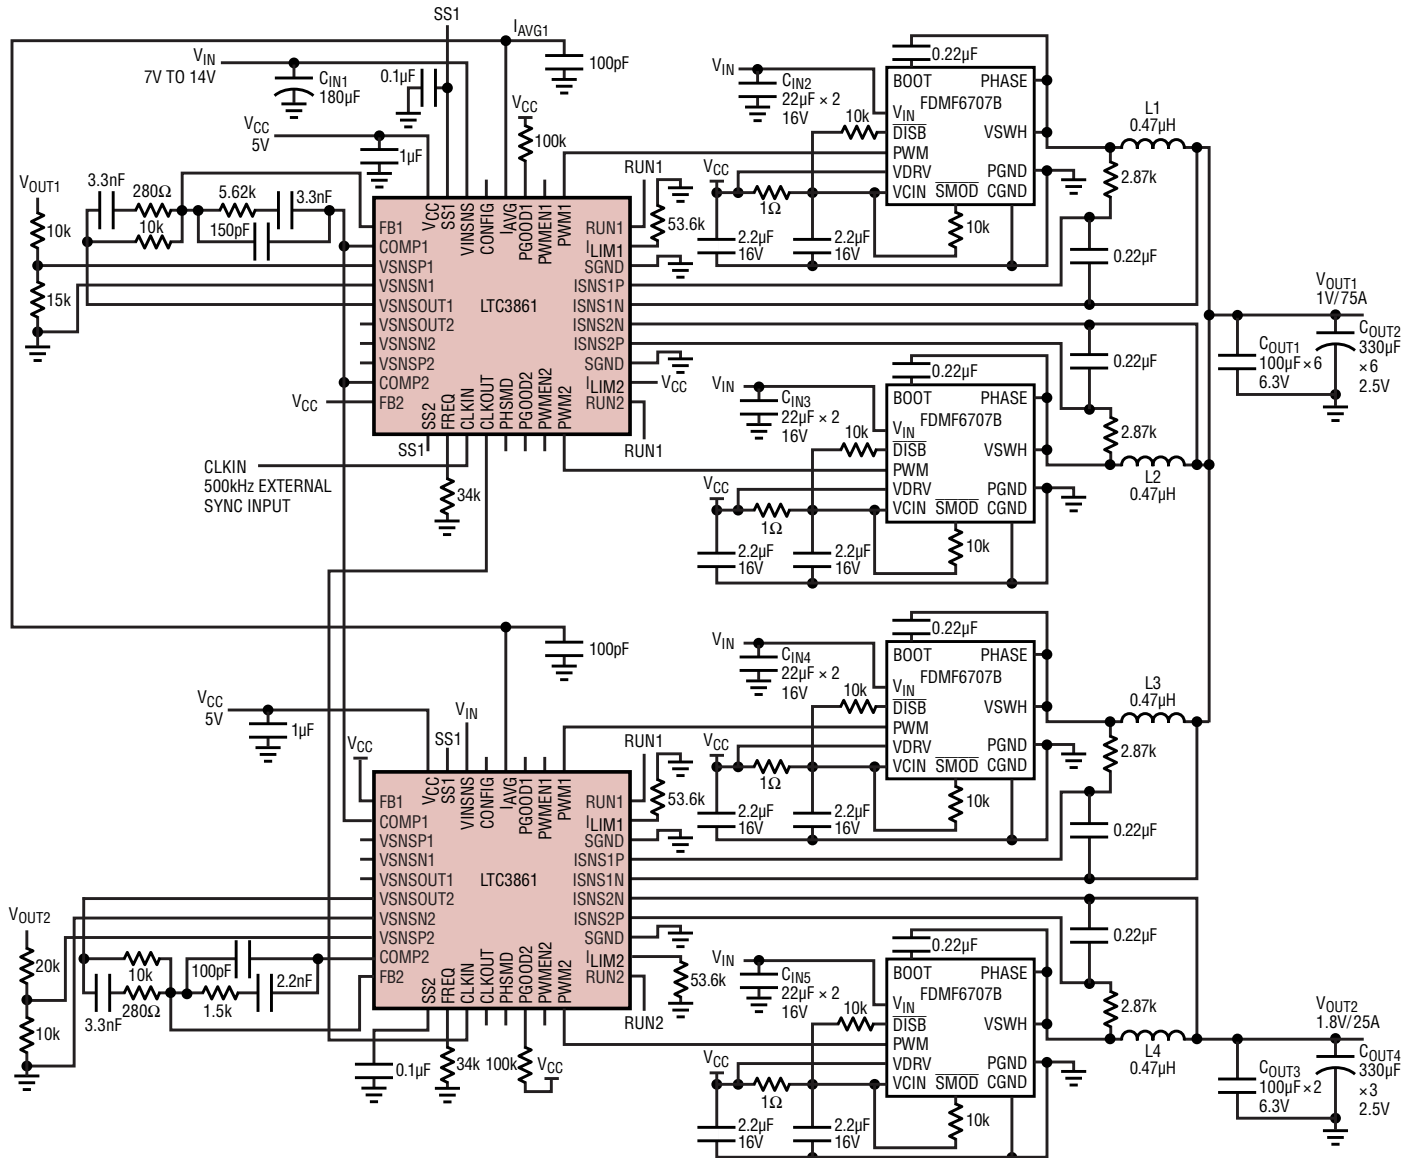 SS1
IAVG1
VIN
7V TO 14V
CIN1
180µF
0.1µF
100pF
VCC
100k
VCC
5V
1µF
VOUT1
10k
15k
3.3nF
280Ω
10k
5.62k
3.3nF
150pF
VCC
SS1
VINSNS
CONFIG
IAVG
PGOOD1
PWMEN1
PWM1
FB1
COMP1
VSNSP1
VSNSN1
VSNSOUT1
VSNSOUT2
VSNSN2
VSNSP2
COMP2
FB2
LTC3861
RUN1
ILIM1
SGND
ISNS1P
ISNS1N
ISNS2N
ISNS2P
SGND
ILIM2
RUN2
SS2
FREQ
CLKIN
CLKOUT
PHSMD
PGOOD2
PWMEN2
PWM2
RUN1
53.6k
VCC
RUN1
VCC
SS1
CLKIN
500kHz EXTERNAL
SYNC INPUT
34k
VIN
CIN2
22µF × 2
16V
0.22µF
BOOT
PHASE
FDMF6707B
VIN
DISB
VSWH
PWM
VDRV
PGND
VCIN
SMOD
CGND
10k
VCC
1Ω
2.2µF
16V
2.2µF
16V
10k
L1
0.47µH
2.87k
0.22µF
VOUT1
1V/75A
COUT1
100µF×6
6.3V
COUT2
330µF
×6
2.5V
0.22µF
2.87k
L2
0.47µH
VIN
CIN3
22µF × 2
16V
0.22µF
BOOT
PHASE
FDMF6707B
VIN
DISB
VSWH
PWM
VDRV
PGND
VCIN
SMOD
CGND
10k
VCC
1Ω
2.2µF
16V
2.2µF
16V
10k
100pF
VCC
5V
1µF
VIN
SS1
VCC
VCC
SS1
VINSNS
CONFIG
IAVG
PGOOD1
PWMEN1
PWM1
FB1
COMP1
VSNSP1
VSNSN1
VSNSOUT1
VSNSOUT2
VSNSN2
VSNSP2
COMP2
FB2
LTC3861
RUN1
ILIM1
SGND
ISNS1P
ISNS1N
ISNS2N
ISNS2P
SGND
ILIM2
RUN2
SS2
FREQ
CLKIN
CLKOUT
PHSMD
PGOOD2
PWMEN2
PWM2
RUN1
53.6k
53.6k
RUN2
VOUT2
20k
10k
10k
3.3nF
280Ω
100pF
1.5k
2.2nF
0.1µF
34k
100k
VCC
VIN
CIN4
22µF × 2
16V
0.22µF
BOOT
PHASE
FDMF6707B
VIN
DISB
VSWH
PWM
VDRV
PGND
VCIN
SMOD
CGND
10k
VCC
1Ω
2.2µF
16V
2.2µF
16V
10k
L3
0.47µH
2.87k
0.22µF
0.22µF
2.87k
L4
0.47µH
VIN
CIN5
22µF × 2
16V
0.22µF
BOOT
PHASE
FDMF6707B
VIN
DISB
VSWH
PWM
VDRV
PGND
VCIN
SMOD
CGND
10k
VCC
1Ω
2.2µF
16V
2.2µF
16V
10k
VOUT2
1.8V/25A
COUT3
100µF×2
6.3V
COUT4
330µF
×3
2.5V